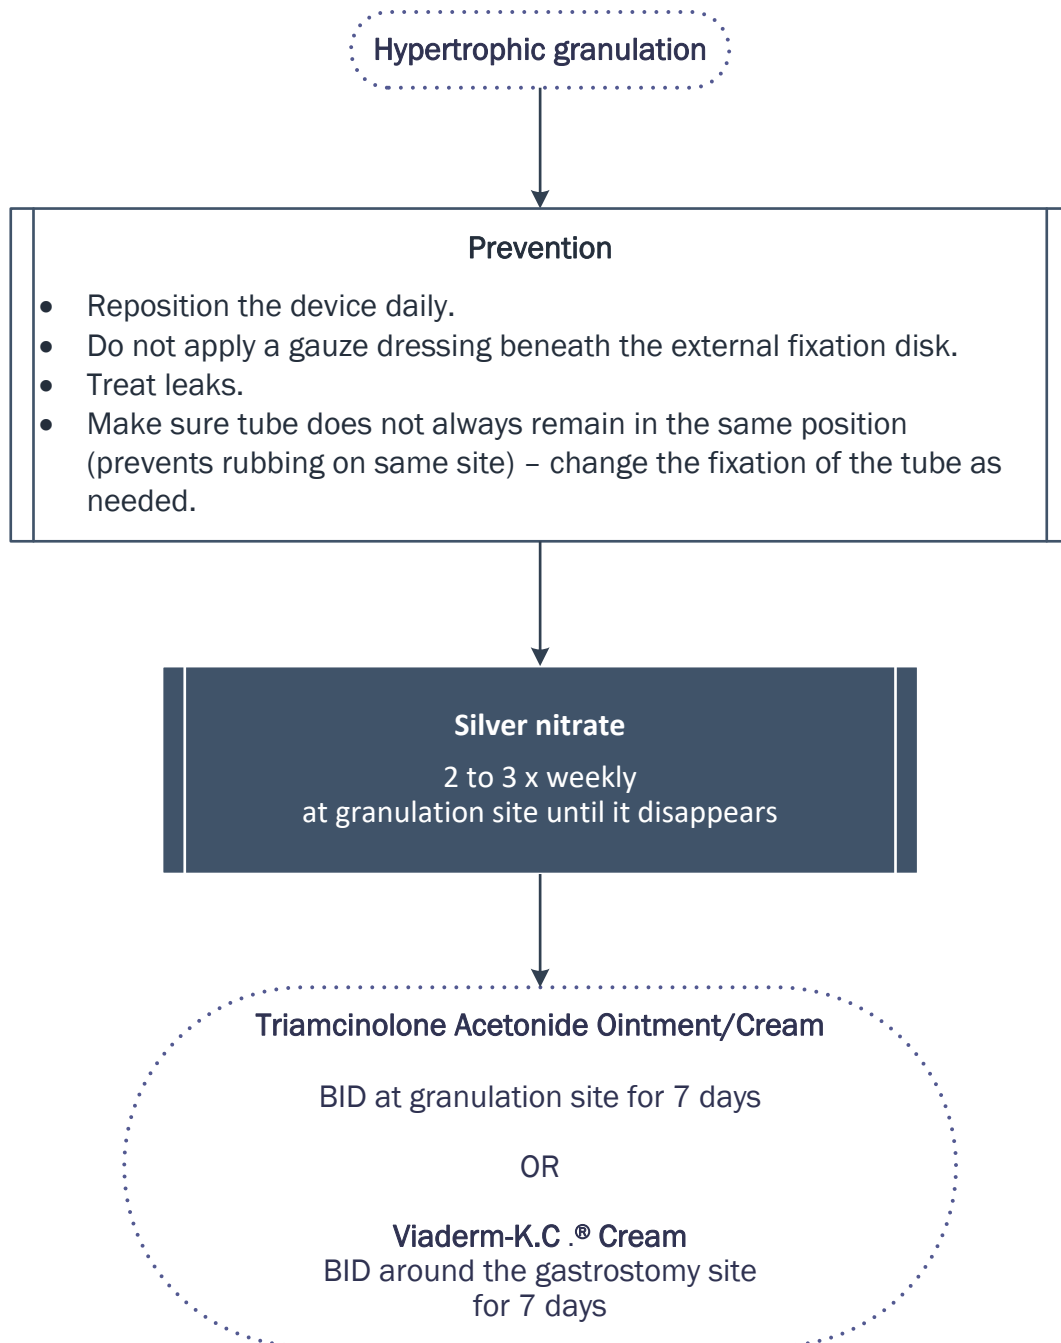 Hypertrophic granulation
Prevention
• Reposition the device daily.
• Do not apply a gauze dressing beneath the external fixation disk.
• Treat leaks.
• Make sure tube does not always remain in the same position
(prevents rubbing on same site) – change the fixation of the tube as
needed.
Silver nitrate
2 to 3 x weekly
at granulation site until it disappears
Triamcinolone Acetonide Ointment/Cream
BID at granulation site for 7 days
OR
Viaderm-K.C .® Cream
BID around the gastrostomy site
for 7 days